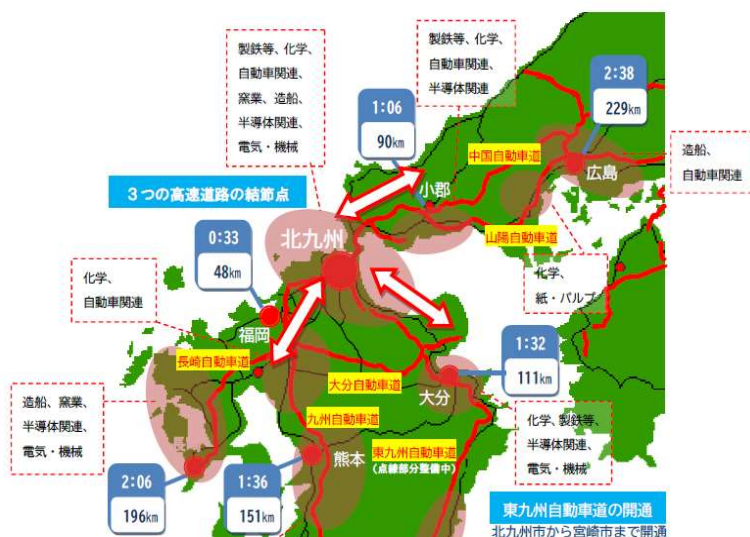 製鉄等、化学、
自動車関連、
窯業、造船、
半導体関連、
電気・機械
製鉄等、化学、
自動車関連、
半導体関連
1:06
90km
2:38
229km
中国自動車道
広島
造船、
自動車関連
小郡
3つの高速道路の結節点
北九州
山陽自動車道
0:33
48km
化学、
自動車関連
化学、
紙・パルプ
福岡
長崎自動車道
1:32
111km
大分自動車道
大分
造船、窯業、
半導体関連、
電気・機械
九州自動車道
化学、製鉄等、
半導体関連、
電気・機械
熊本
東九州自動車道
(点線部分整備中)
2:06
196km
1:36
151km
東九州自動車道の開通
北九州市から宮崎市まで開通